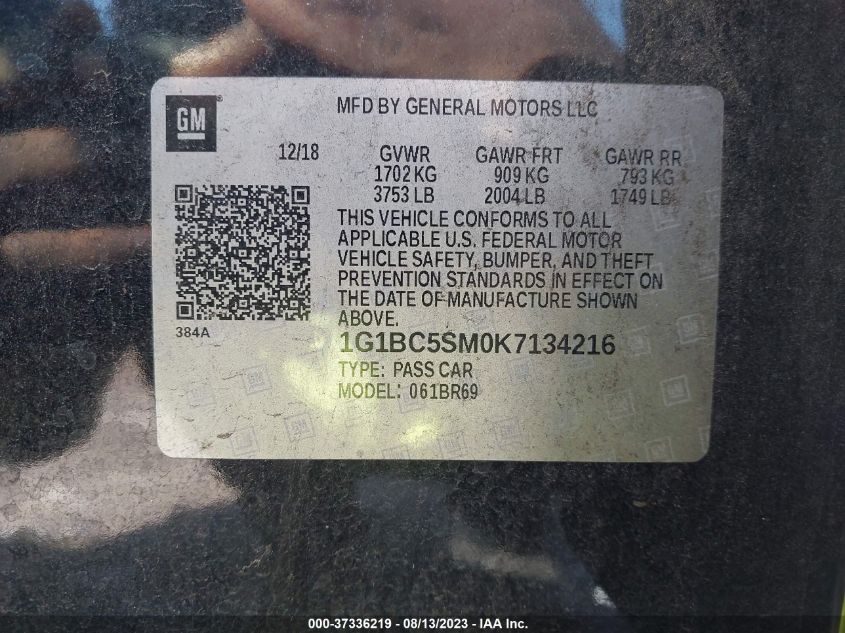 GM
MFD BY GENERAL MOTORS LLC
12/18 GVWR GAWR FRT GAWR RR
1702 KG 909 KG 793 KG
3753 LB 2004 LB 1749 LB
THIS VEHICLE CONFORMS TO ALL
APPLICABLE U.S. FEDERAL MOTOR
VEHICLE SAFETY, BUMPER, AND THEFT
PREVENTION STANDARDS IN EFFECT ON
THE DATE OF MANUFACTURE SHOWN
ABOVE.
384A
1G1BC5SM0K7134216
TYPE: PASS CAR
MODEL: 061BR69
000-37336219 - 08/13/2023 - IAA Inc.